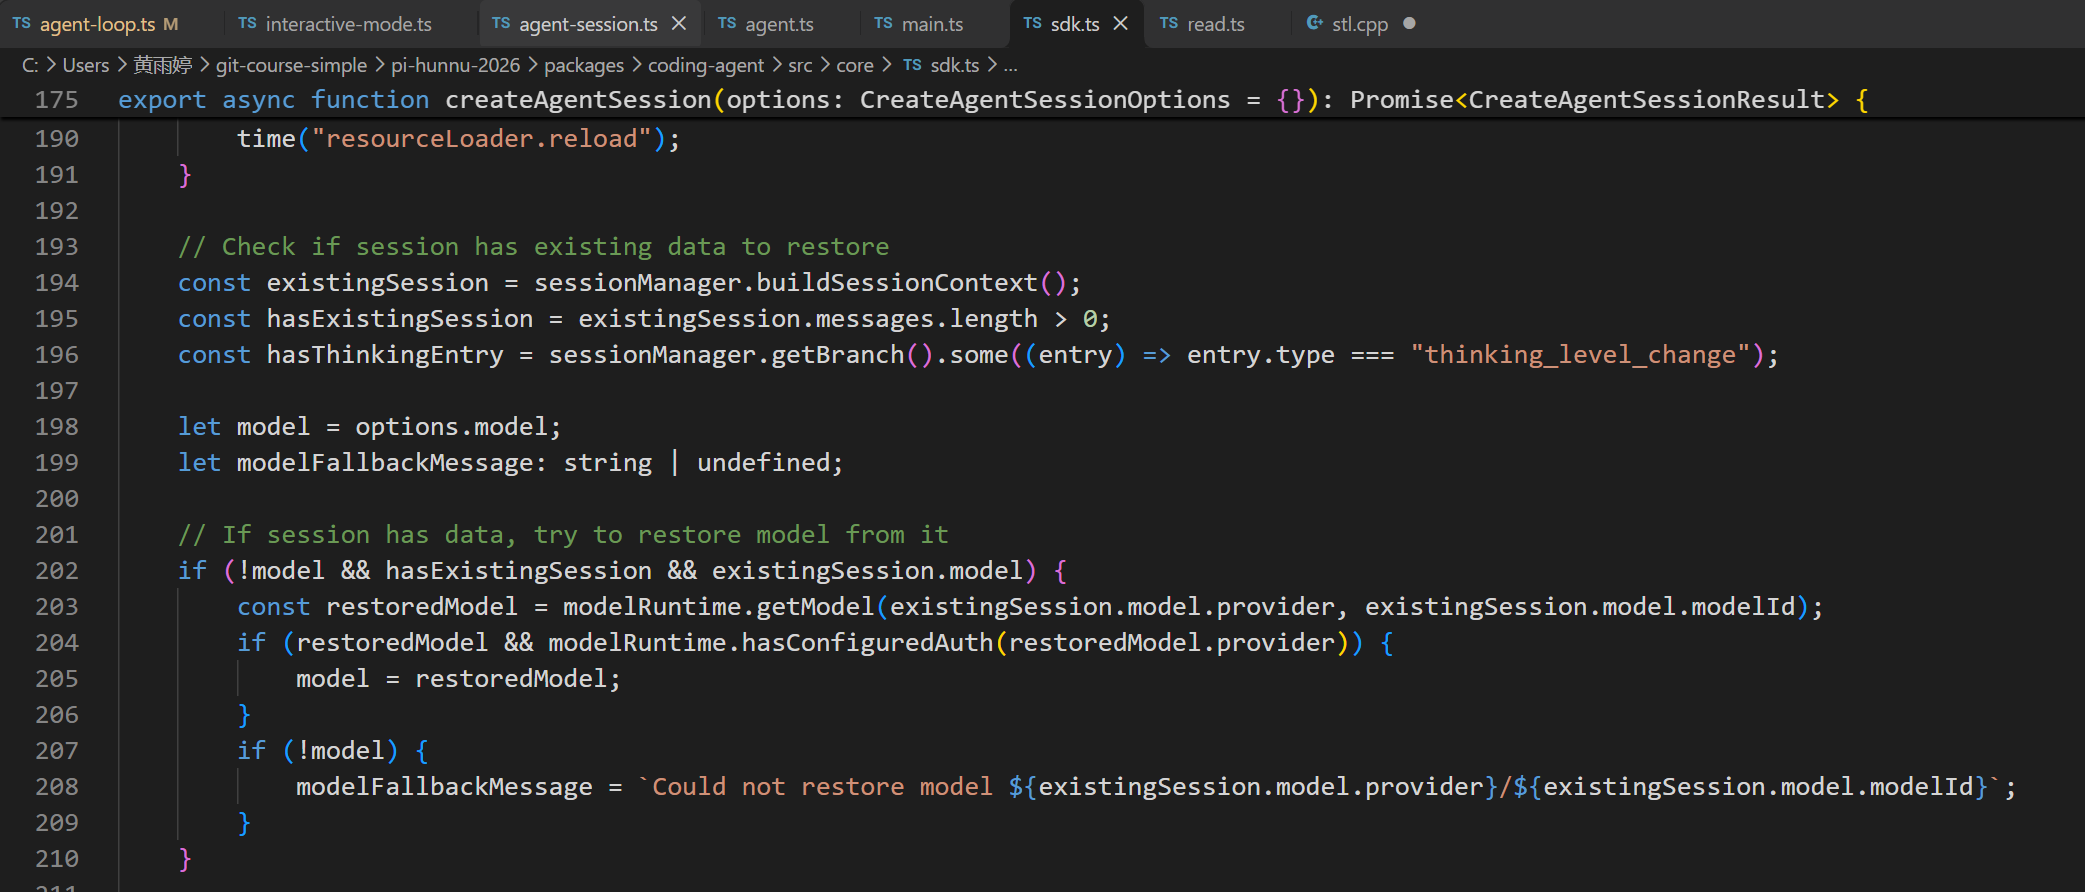 TS agent-loop.ts M TS interactive-mode.ts TS agent-session.ts TS agent.ts TS main.ts TS sdk.ts TS read.ts stl.cpp
C: > Users > 黄雨婷 > git-course-simple > pi-hunnu-2026 > packages > coding-agent > src > core > TS sdk.ts > ...
175 export async function createAgentSession(options: CreateAgentSessionOptions = {}): Promise<CreateAgentSessionResult> {
190 time("resourceLoader.reload");
191 }
192
193 // Check if session has existing data to restore
194 const existingSession = sessionManager.buildSessionContext();
195 const hasExistingSession = existingSession.messages.length > 0;
196 const hasThinkingEntry = sessionManager.getBranch().some((entry) => entry.type === "thinking_level_change");
197
198 let model = options.model;
199 let modelFallbackMessage: string | undefined;
200
201 // If session has data, try to restore model from it
202 if (!model && hasExistingSession && existingSession.model) {
203 const restoredModel = modelRuntime.getModel(existingSession.model.provider, existingSession.model.modelId);
204 if (restoredModel && modelRuntime.hasConfiguredAuth(restoredModel.provider)) {
205 model = restoredModel;
206 }
207 if (!model) {
208 modelFallbackMessage = `Could not restore model ${existingSession.model.provider}/${existingSession.model.modelId}`;
209 }
210 }
211